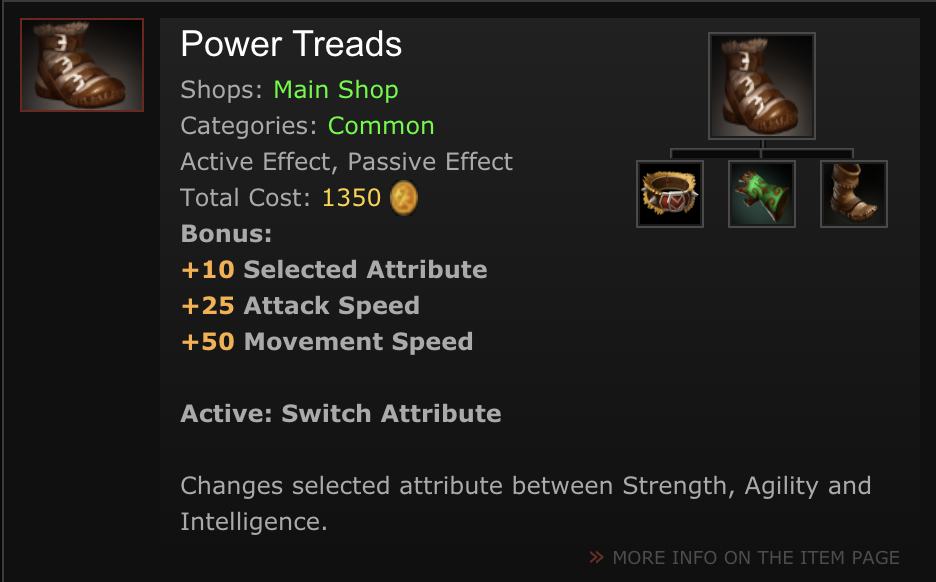 Power Treads
Shops: Main Shop
Categories: Common
Active Effect, Passive Effect
Total Cost: 1350
Bonus:
+10 Selected Attribute
+25 Attack Speed
+50 Movement Speed
Active: Switch Attribute
Changes selected attribute between Strength, Agility and
Intelligence.
» MORE INFO ON THE ITEM PAGE